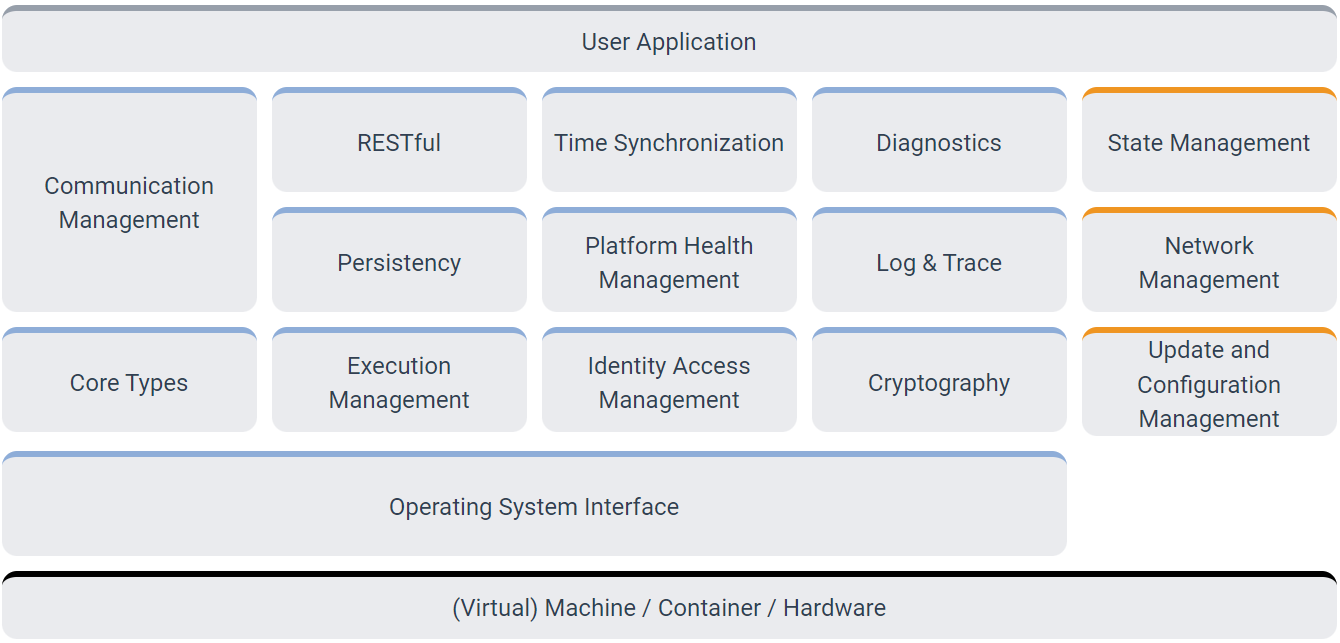 User Application
Communication
Management
RESTful
Time Synchronization
Diagnostics
State Management
Persistency
Platform Health
Management
Log & Trace
Network
Management
Core Types
Execution
Management
Identity Access
Management
Cryptography
Update and
Configuration
Management
Operating System Interface
(Virtual) Machine / Container / Hardware